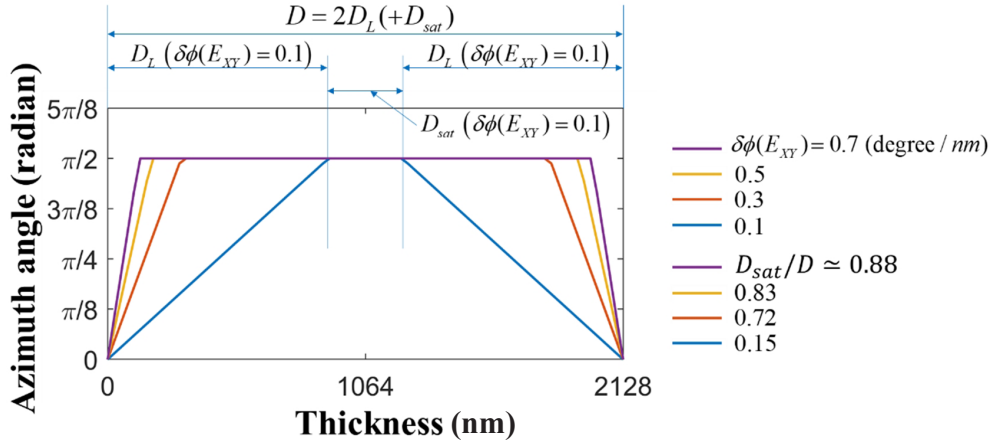 D = 2D_L(+D_sat)
D_L (δϕ(E_XY) = 0.1)
D_L (δϕ(E_XY) = 0.1)
D_sat (δϕ(E_XY) = 0.1)
5π/8
π/2
3π/8
π/4
π/8
0
0
1064
2128
Azimuth angle (radian)
Thickness (nm)
δϕ(E_XY) = 0.7 (degree / nm)
0.5
0.3
0.1
D_sat/D ≃ 0.88
0.83
0.72
0.15